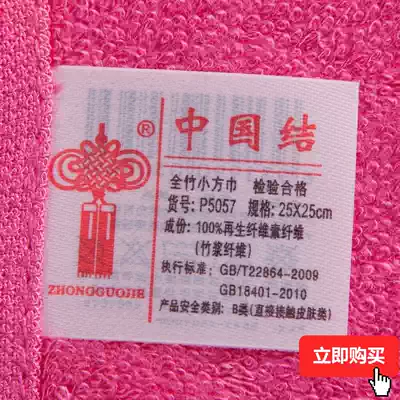 中国结
®
全竹小方巾 检验合格
货号: P5057 规格: 25X25cm
成份: 100%再生纤维素纤维
(竹浆纤维)
执行标准: GB/T22864-2009
GB18401-2010
产品安全类别: B类(直接接触皮肤类)
ZHONGGUOJIE
立即购买